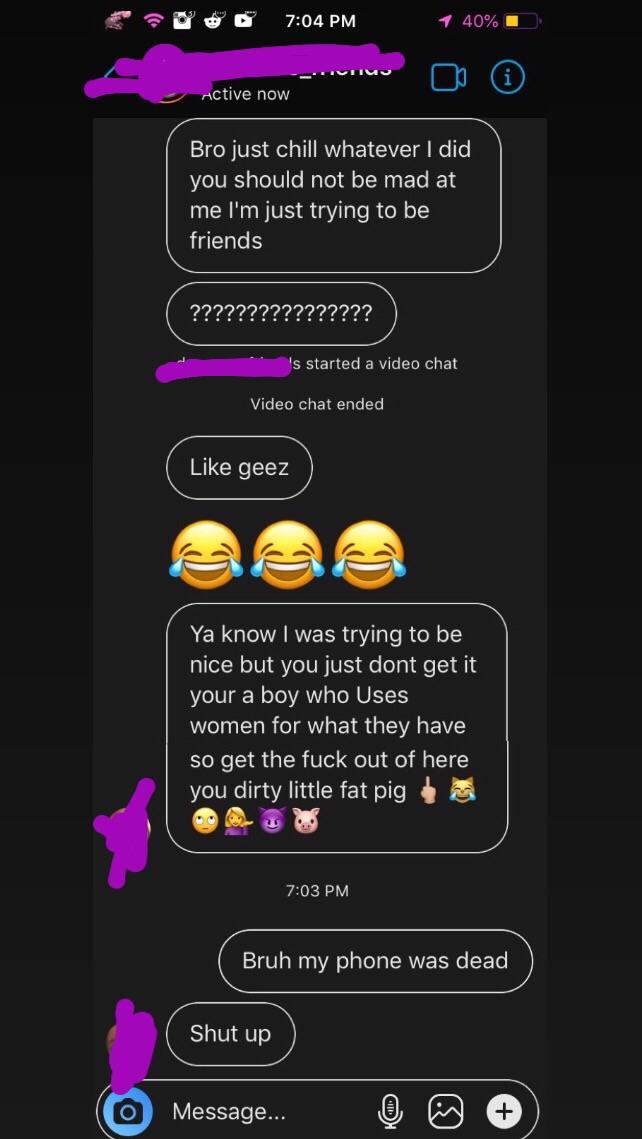 7:04 PM
40%
Active now
Bro just chill whatever I did
you should not be mad at
me I'm just trying to be
friends
????????????????
started a video chat
Video chat ended
Like geez
😂😂😂
Ya know I was trying to be
nice but you just dont get it
your a boy who Uses
women for what they have
so get the fuck out of here
you dirty little fat pig 🖕🏼 😹
🙄 💁‍♀️ 😈 🐷
7:03 PM
Bruh my phone was dead
Shut up
Message...